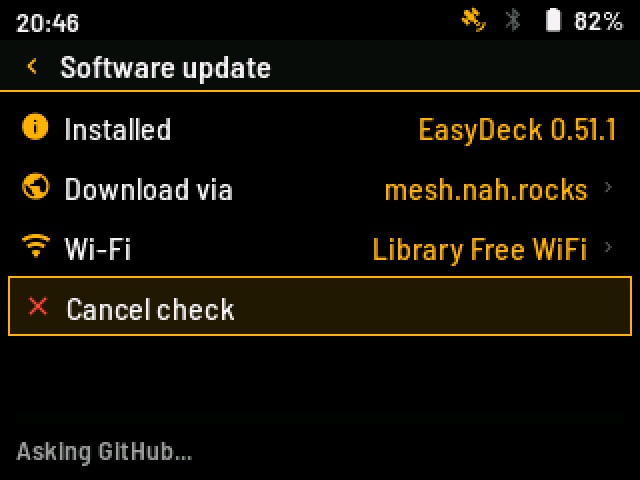 20:46 82%
Software update
Installed EasyDeck 0.51.1
Download via mesh.nah.rocks
Wi-Fi Library Free WiFi
Cancel check
Asking GitHub...